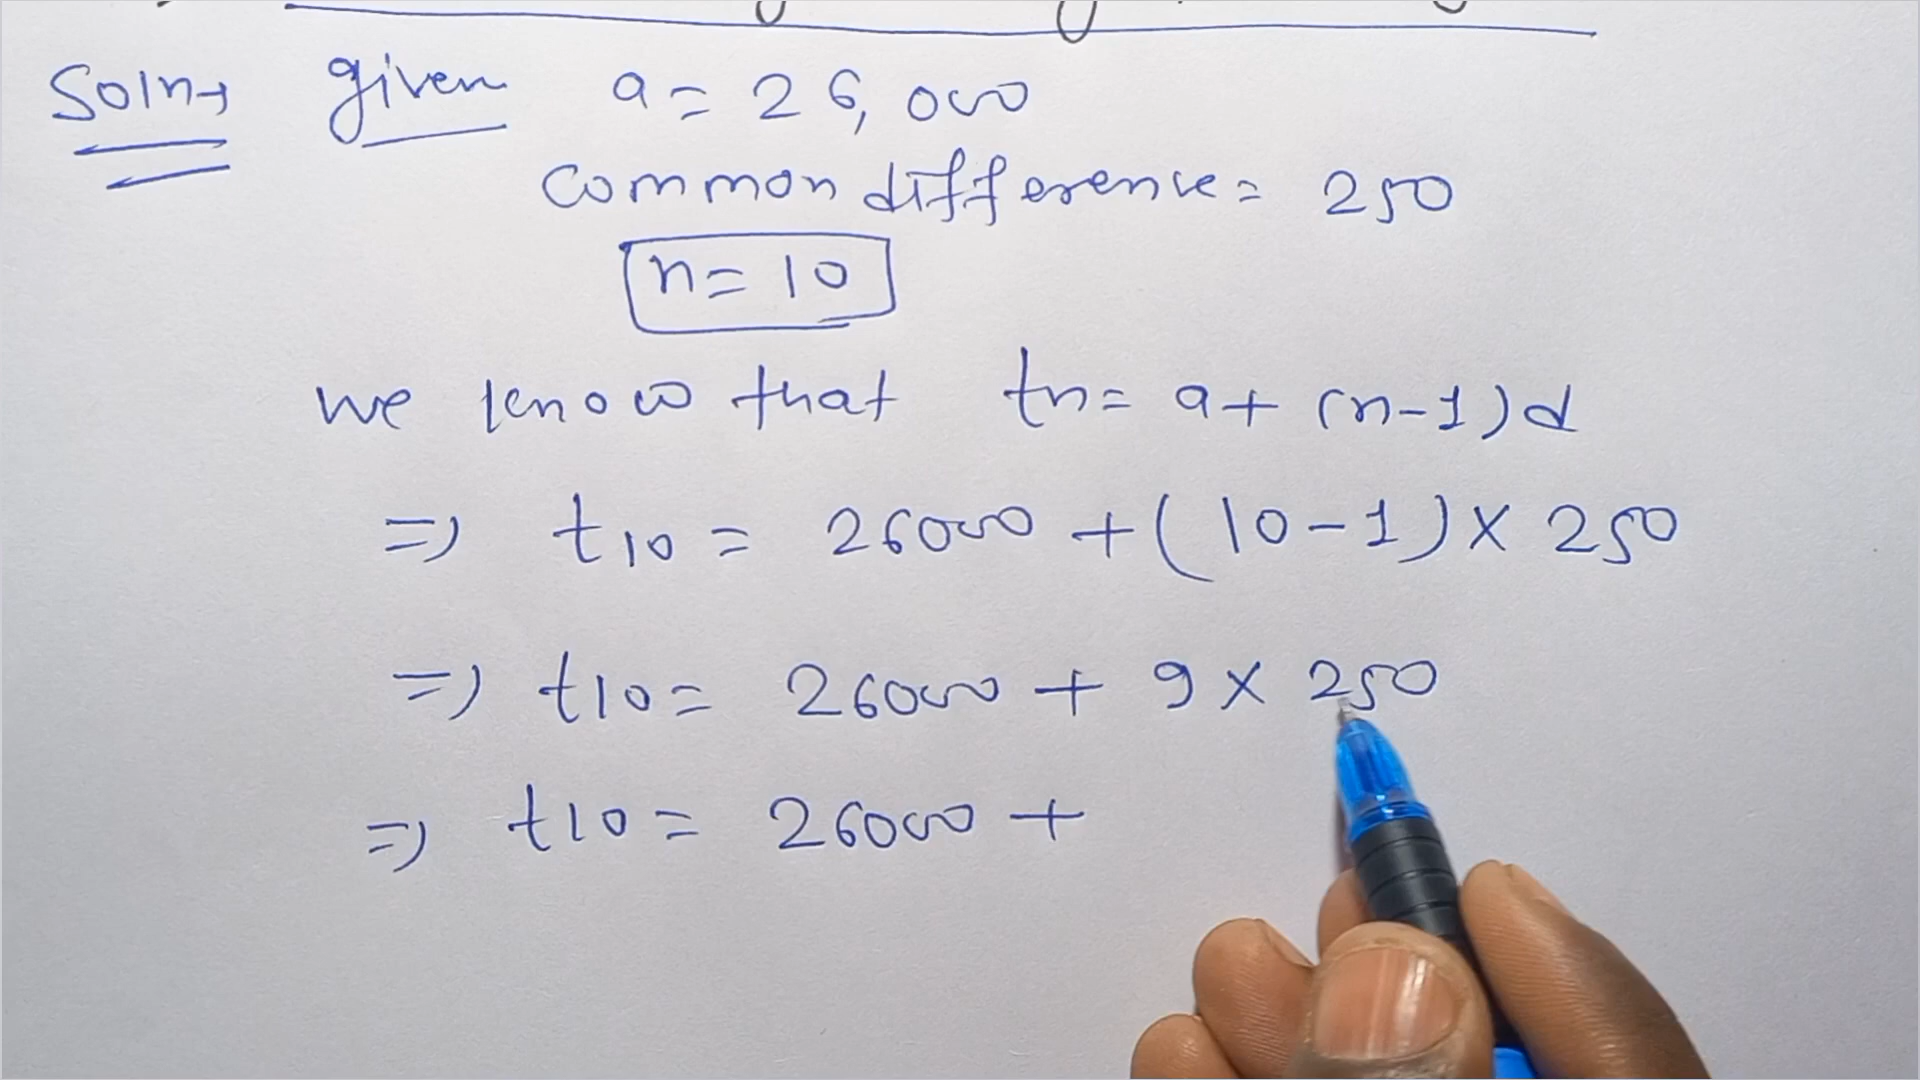 Soln→ given a = 26,000
common difference = 250
n = 10
we know that tn = a + (n-1)d
=> t10 = 26000 + (10-1) × 250
=> t10 = 26000 + 9 × 250
=> t10 = 26000 +